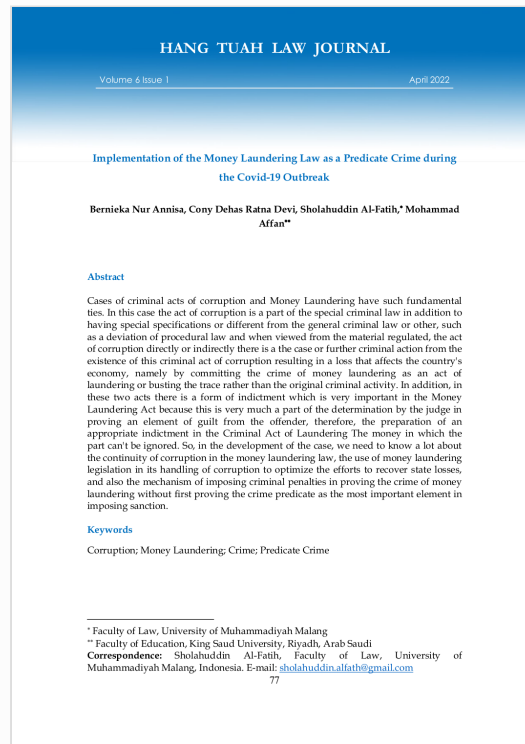 HANG TUAH LAW JOURNAL
Volume 6 Issue 1 April 2022
Implementation of the Money Laundering Law as a Predicate Crime during
the Covid-19 Outbreak
Bernieka Nur Annisa, Cony Dehas Ratna Devi, Sholahuddin Al-Fatih,* Mohammad
Affan**
Abstract
Cases of criminal acts of corruption and Money Laundering have such fundamental
ties. In this case the act of corruption is a part of the special criminal law in addition to
having special specifications or different from the general criminal law or other, such
as a deviation of procedural law and when viewed from the material regulated, the act
of corruption directly or indirectly there is a the case or further criminal action from the
existence of this criminal act of corruption resulting in a loss that affects the country's
economy, namely by committing the crime of money laundering as an act of
laundering or busting the trace rather than the original criminal activity. In addition, in
these two acts there is a form of indictment which is very important in the Money
Laundering Act because this is very much a part of the determination by the judge in
proving an element of guilt from the offender, therefore, the preparation of an
appropriate indictment in the Criminal Act of Laundering The money in which the
part can't be ignored. So, in the development of the case, we need to know a lot about
the continuity of corruption in the money laundering law, the use of money laundering
legislation in its handling of corruption to optimize the efforts to recover state losses,
and also the mechanism of imposing criminal penalties in proving the crime of money
laundering without first proving the crime predicate as the most important element in
imposing sanction.
Keywords
Corruption; Money Laundering; Crime; Predicate Crime
* Faculty of Law, University of Muhammadiyah Malang
** Faculty of Education, King Saud University, Riyadh, Arab Saudi
Correspondence: Sholahuddin Al-Fatih, Faculty of Law, University of
Muhammadiyah Malang, Indonesia. E-mail: sholahuddin.alfath@gmail.com
77